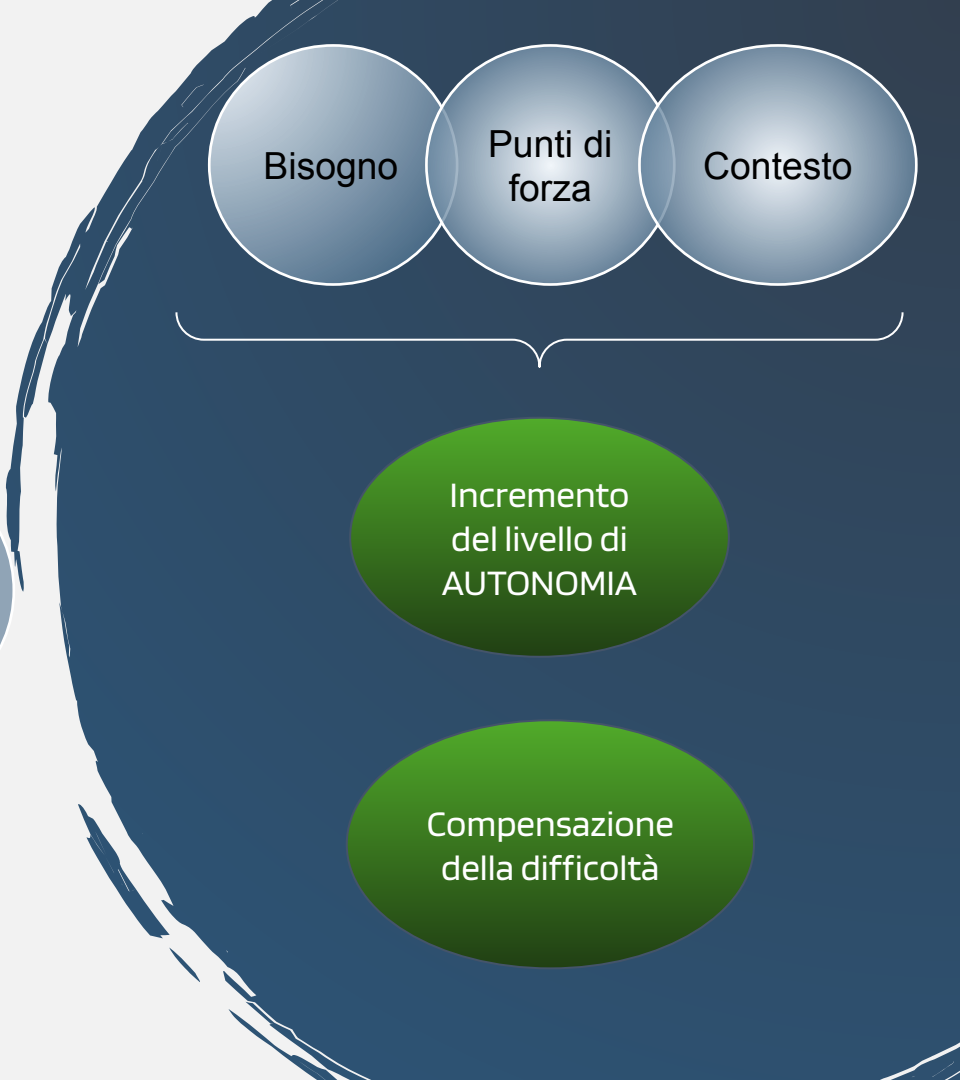 Bisogno
Punti di
forza
Contesto
Incremento
del livello di
AUTONOMIA
Compensazione
della difficoltà